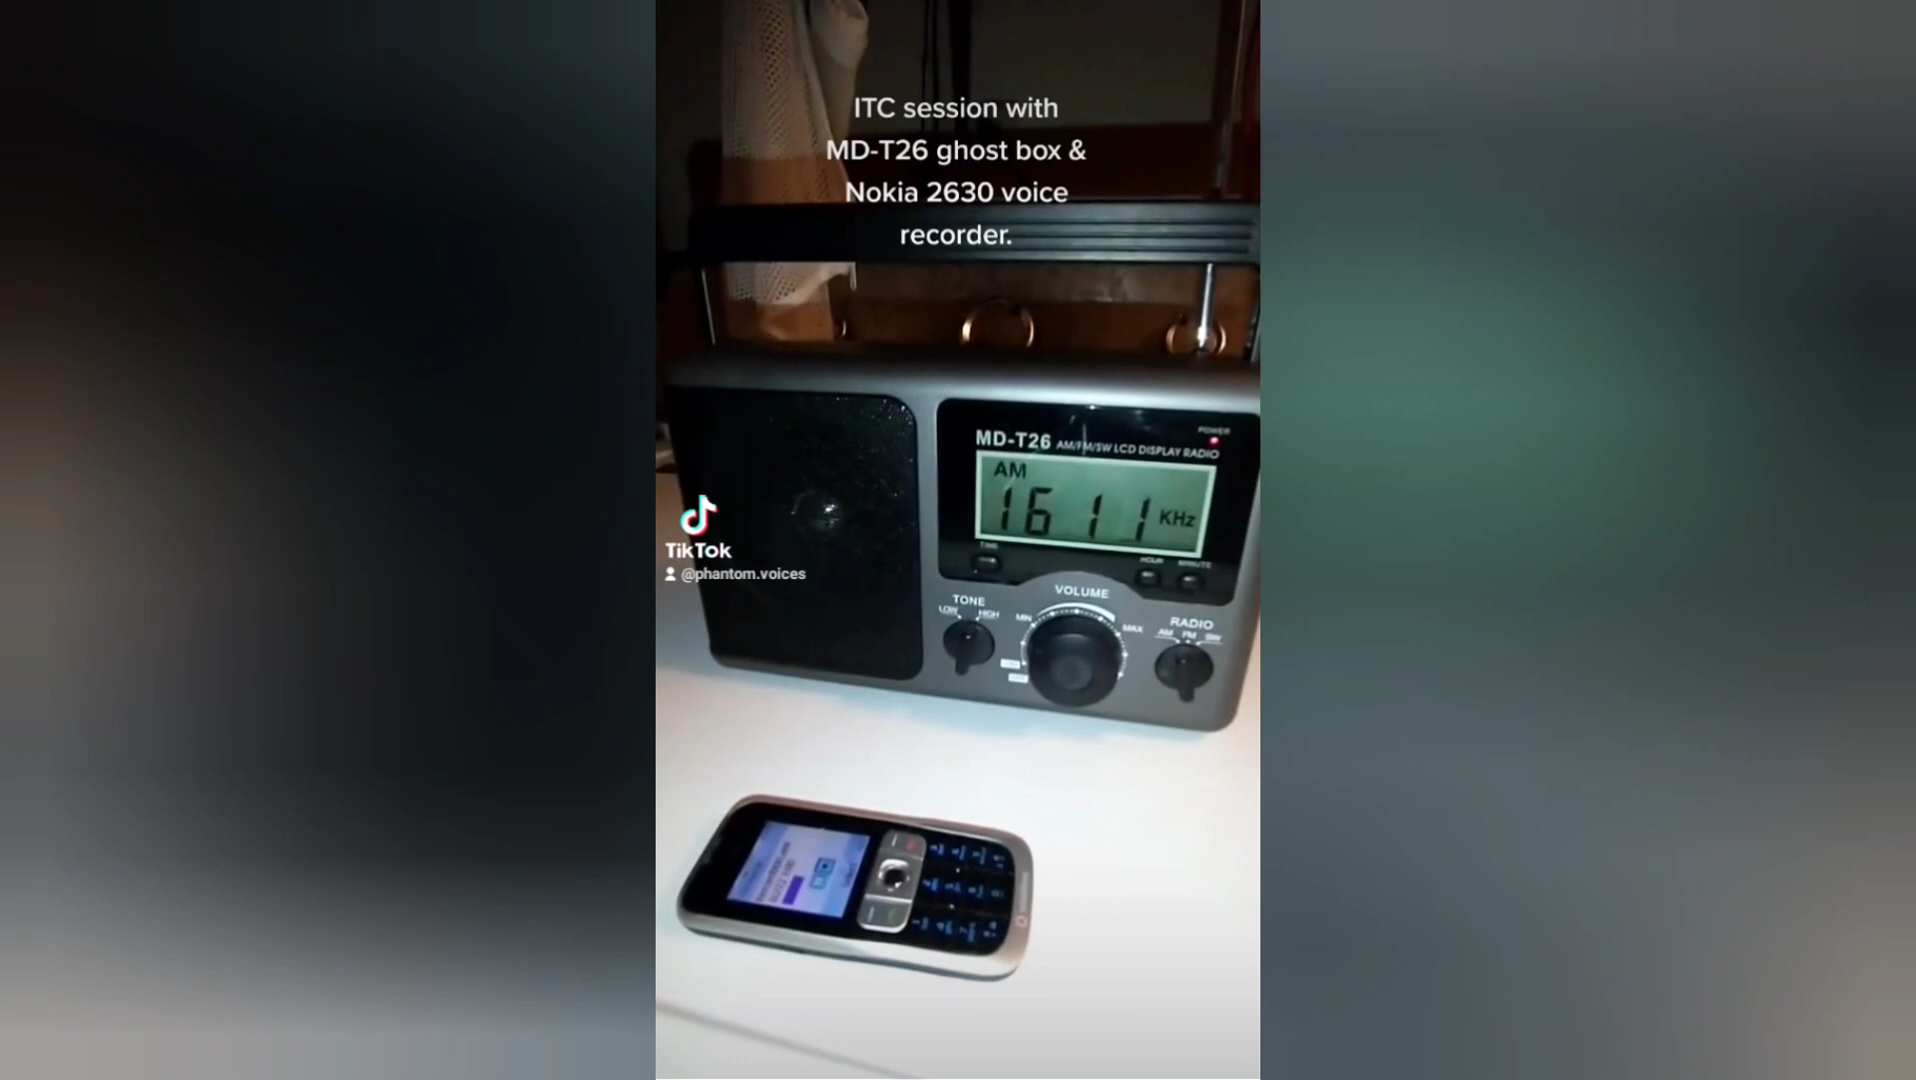 ITC session with
MD-T26 ghost box &
Nokia 2630 voice
recorder.
POWER
MD-T26 AM/FM/SW LCD DISPLAY RADIO
AM
1611 KHz
TIME
HOUR MINUTE
VOLUME
TONE
LOW HIGH
MIN
MAX
RADIO
AM FM SW
TikTok
@phantom.voices